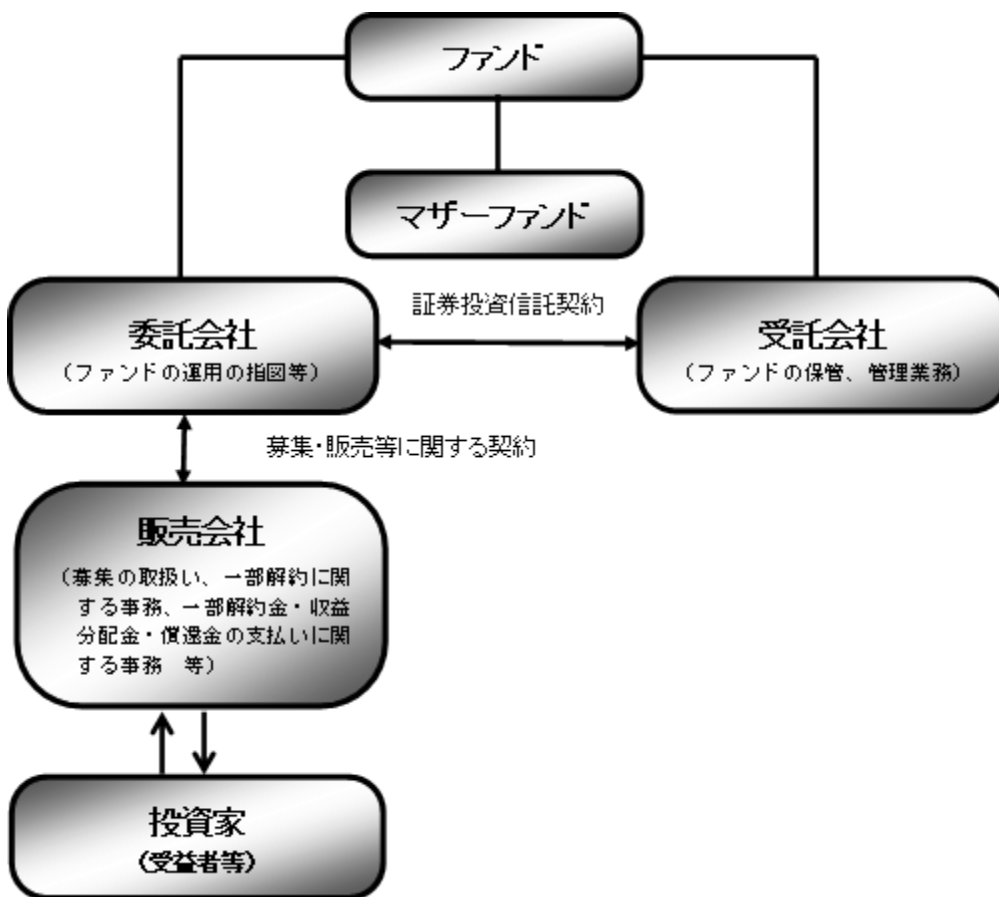 ファンド
マザーファンド
証券投資信託契約
委託会社
（ファンドの運用の指図等）
受託会社
（ファンドの保管、管理業務）
募集・販売等に関する契約
販売会社
（募集の取扱い、一部解約に関
する事務、一部解約金・収益
分配金・償還金の支払いに関
する事務　等）
投資家
（受益者等）